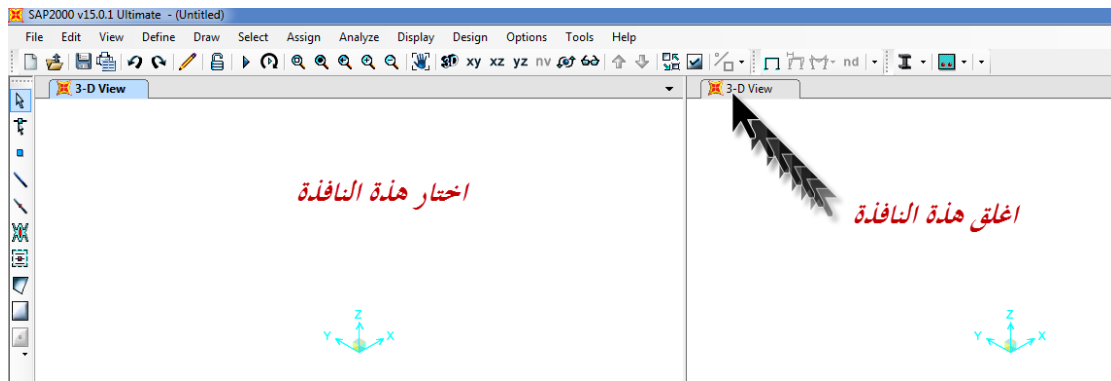 SAP2000 v15.0.1 Ultimate - (Untitled)
File Edit View Define Draw Select Assign Analyze Display Design Options Tools Help
3D xy xz yz nv nd
3-D View
3-D View
اختار هذة النافذة
اغلق هذة النافذة
Z
Y X
Z
Y X